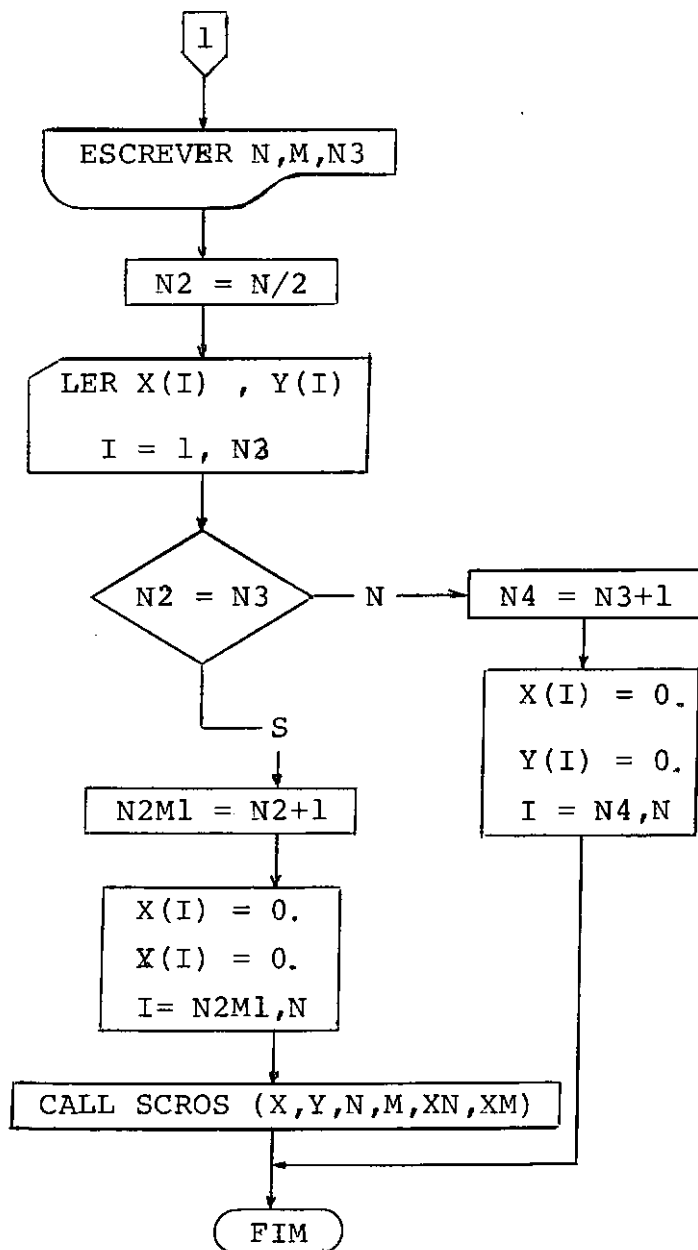 1
ESCREVER N,M,N3
N2 = N/2
LER X(I) , Y(I)
I = 1, N3
N2 = N3
N
N4 = N3+1
X(I) = 0.
Y(I) = 0.
I = N4,N
S
N2M1 = N2+1
X(I) = 0.
Y(I) = 0.
I= N2M1,N
CALL SCROS (X,Y,N,M,XN,XM)
FIM